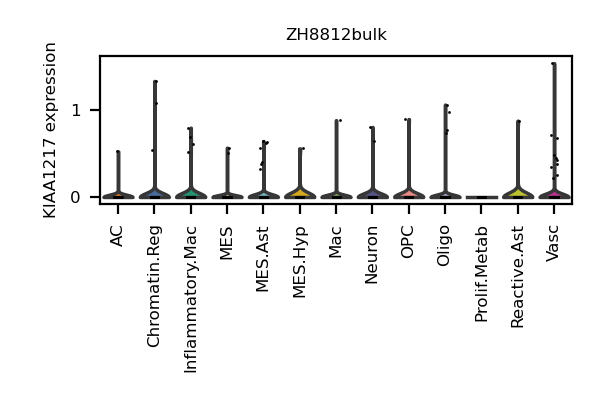 ZH8812bulk
KIAA1217 expression
1
0
AC
Chromatin.Reg
Inflammatory.Mac
MES
MES.Ast
MES.Hyp
Mac
Neuron
OPC
Oligo
Prolif.Metab
Reactive.Ast
Vasc